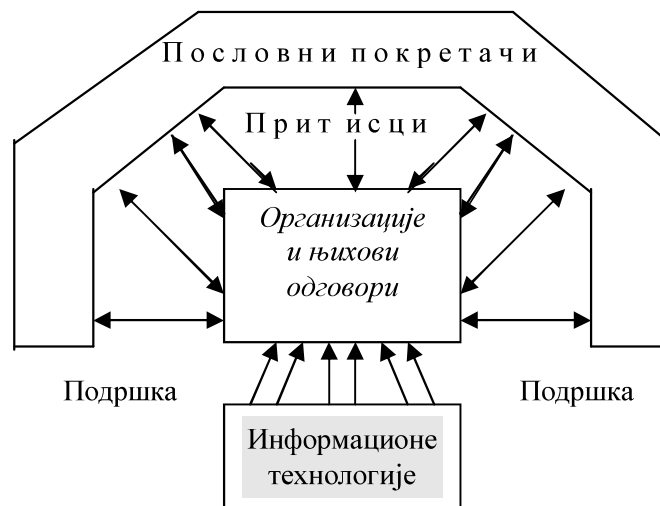 Пословни покретачи
Притисци
Организације
и њихови
одговори
Подршка
Подршка
Информационе
технологије